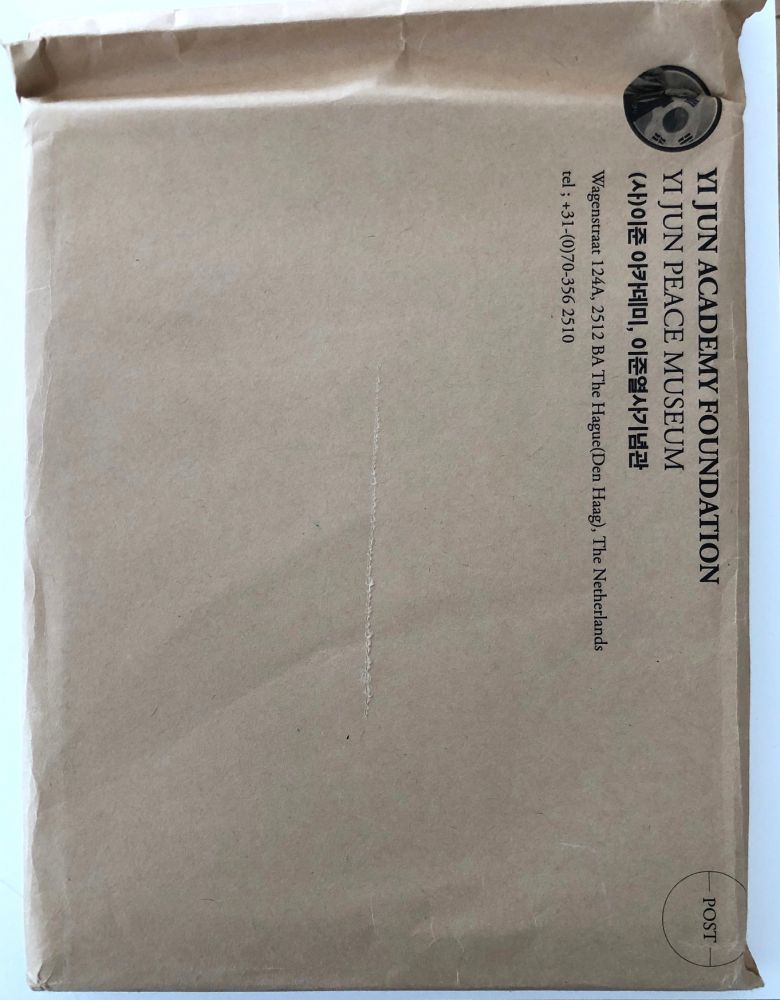 YI JUN ACADEMY FOUNDATION
YI JUN PEACE MUSEUM
(사)이준 아카데미, 이준열사기념관
Wagenstraat 124A, 2512 BA The Hague(Den Haag), The Netherlands
tel ; +31-(0)70-356 2510
POST